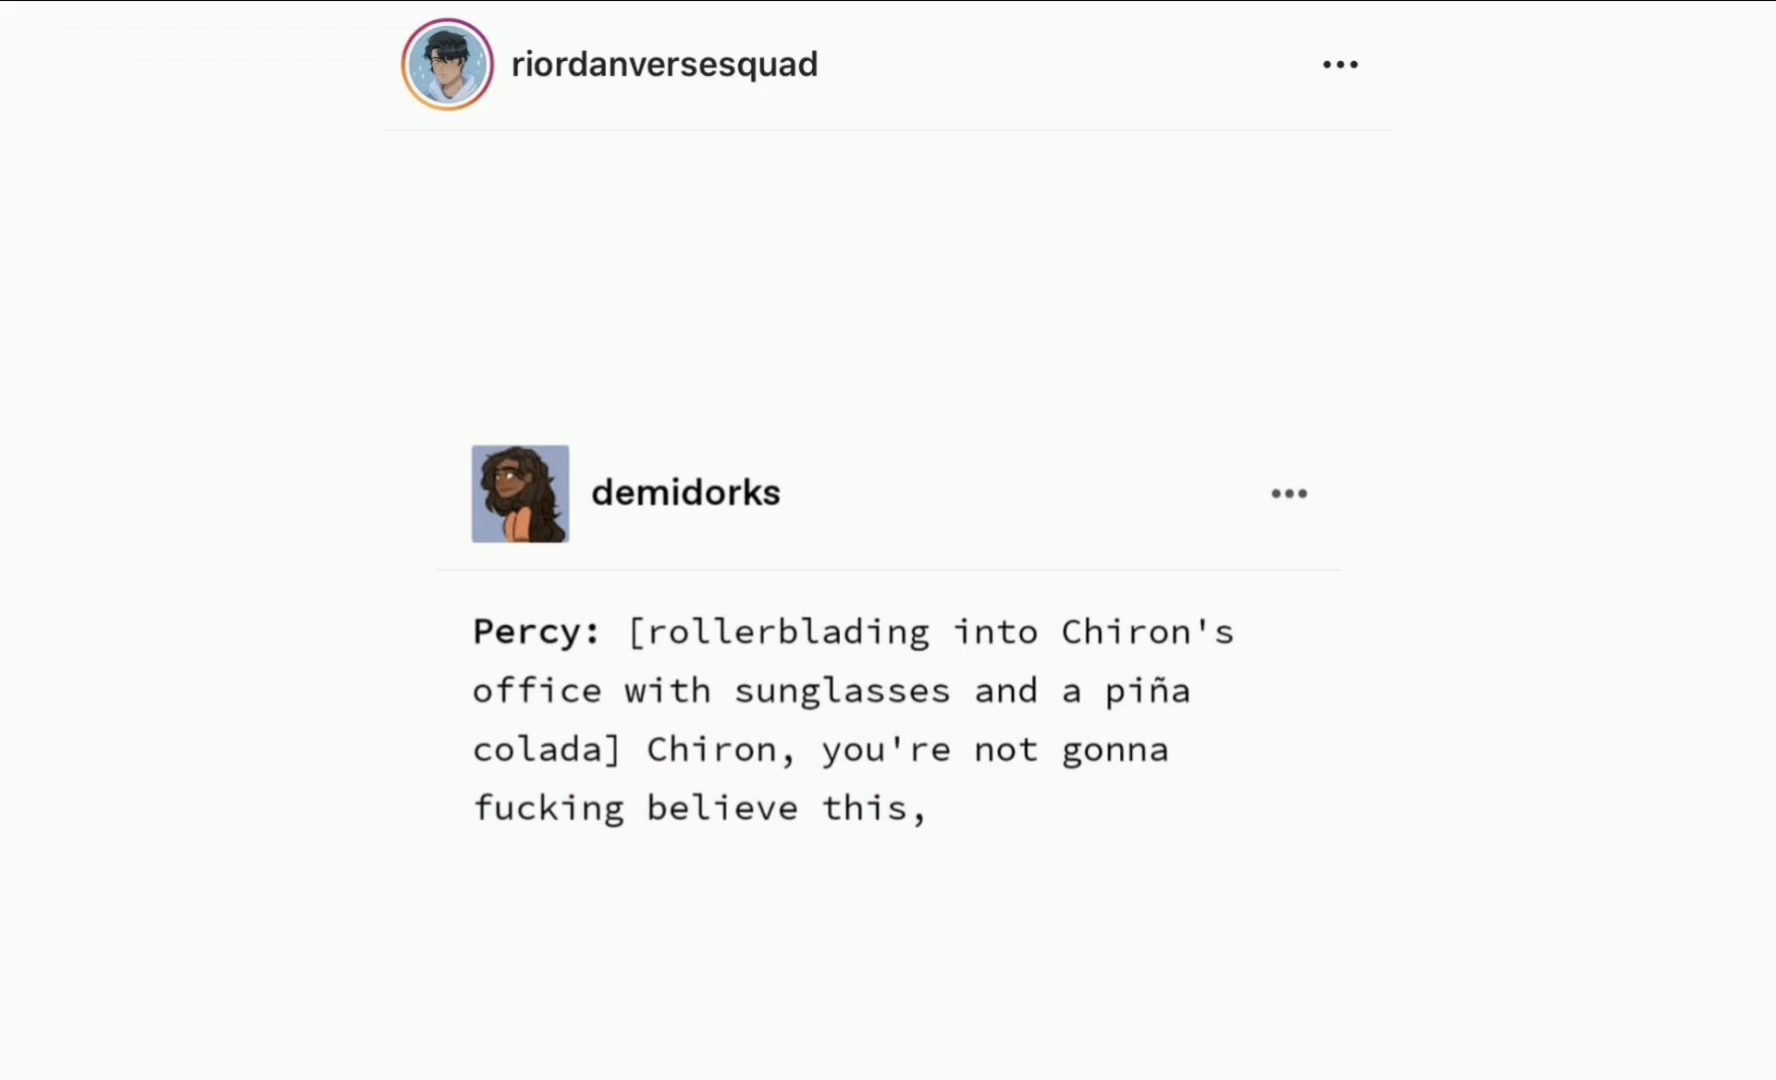 riordanversesquad
demidorks
Percy: [rollerblading into Chiron's
office with sunglasses and a piña
colada] Chiron, you're not gonna
fucking believe this,